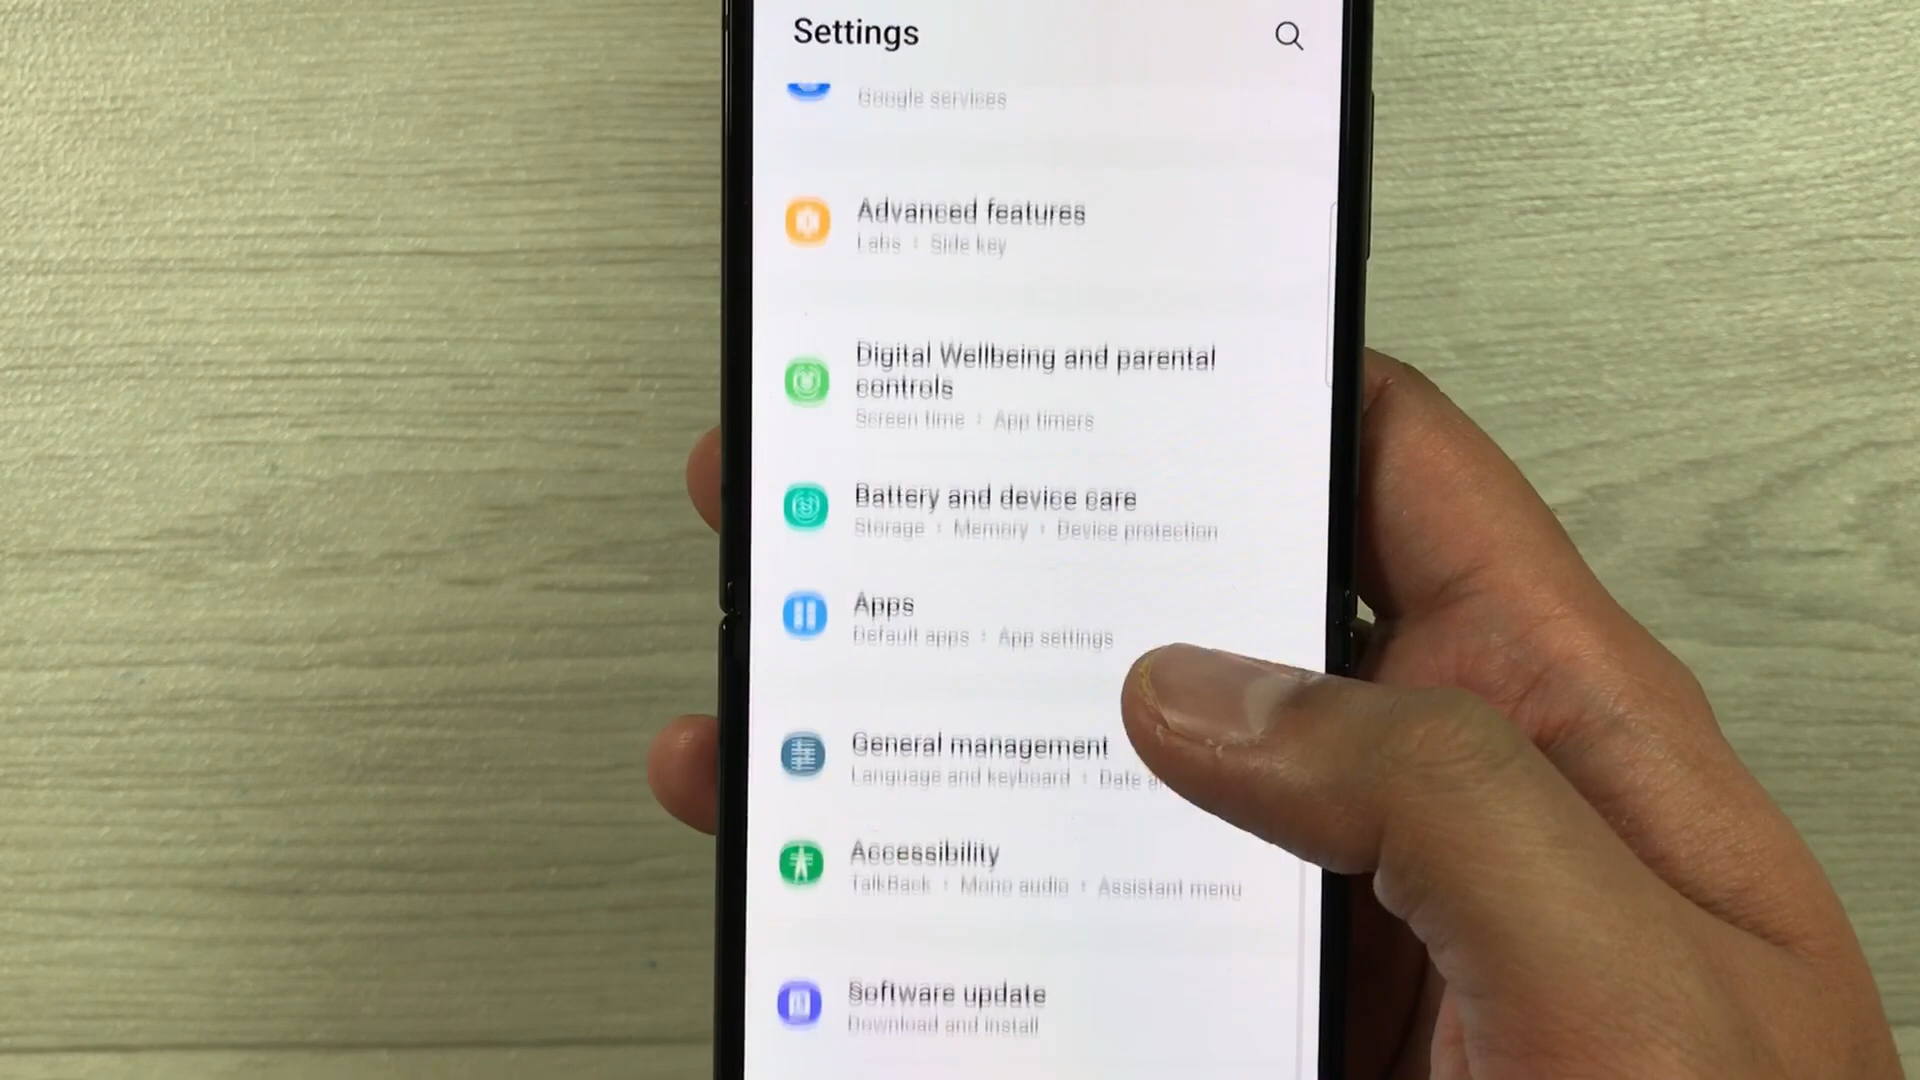 Settings
Google services
Advanced features
Labs · Side key
Digital Wellbeing and parental
controls
Screen time · App timers
Battery and device care
Storage · Memory · Device protection
Apps
Default apps · App settings
General management
Language and keyboard · Date
Accessibility
TalkBack · Mono audio · Assistant menu
Software update
Download and install